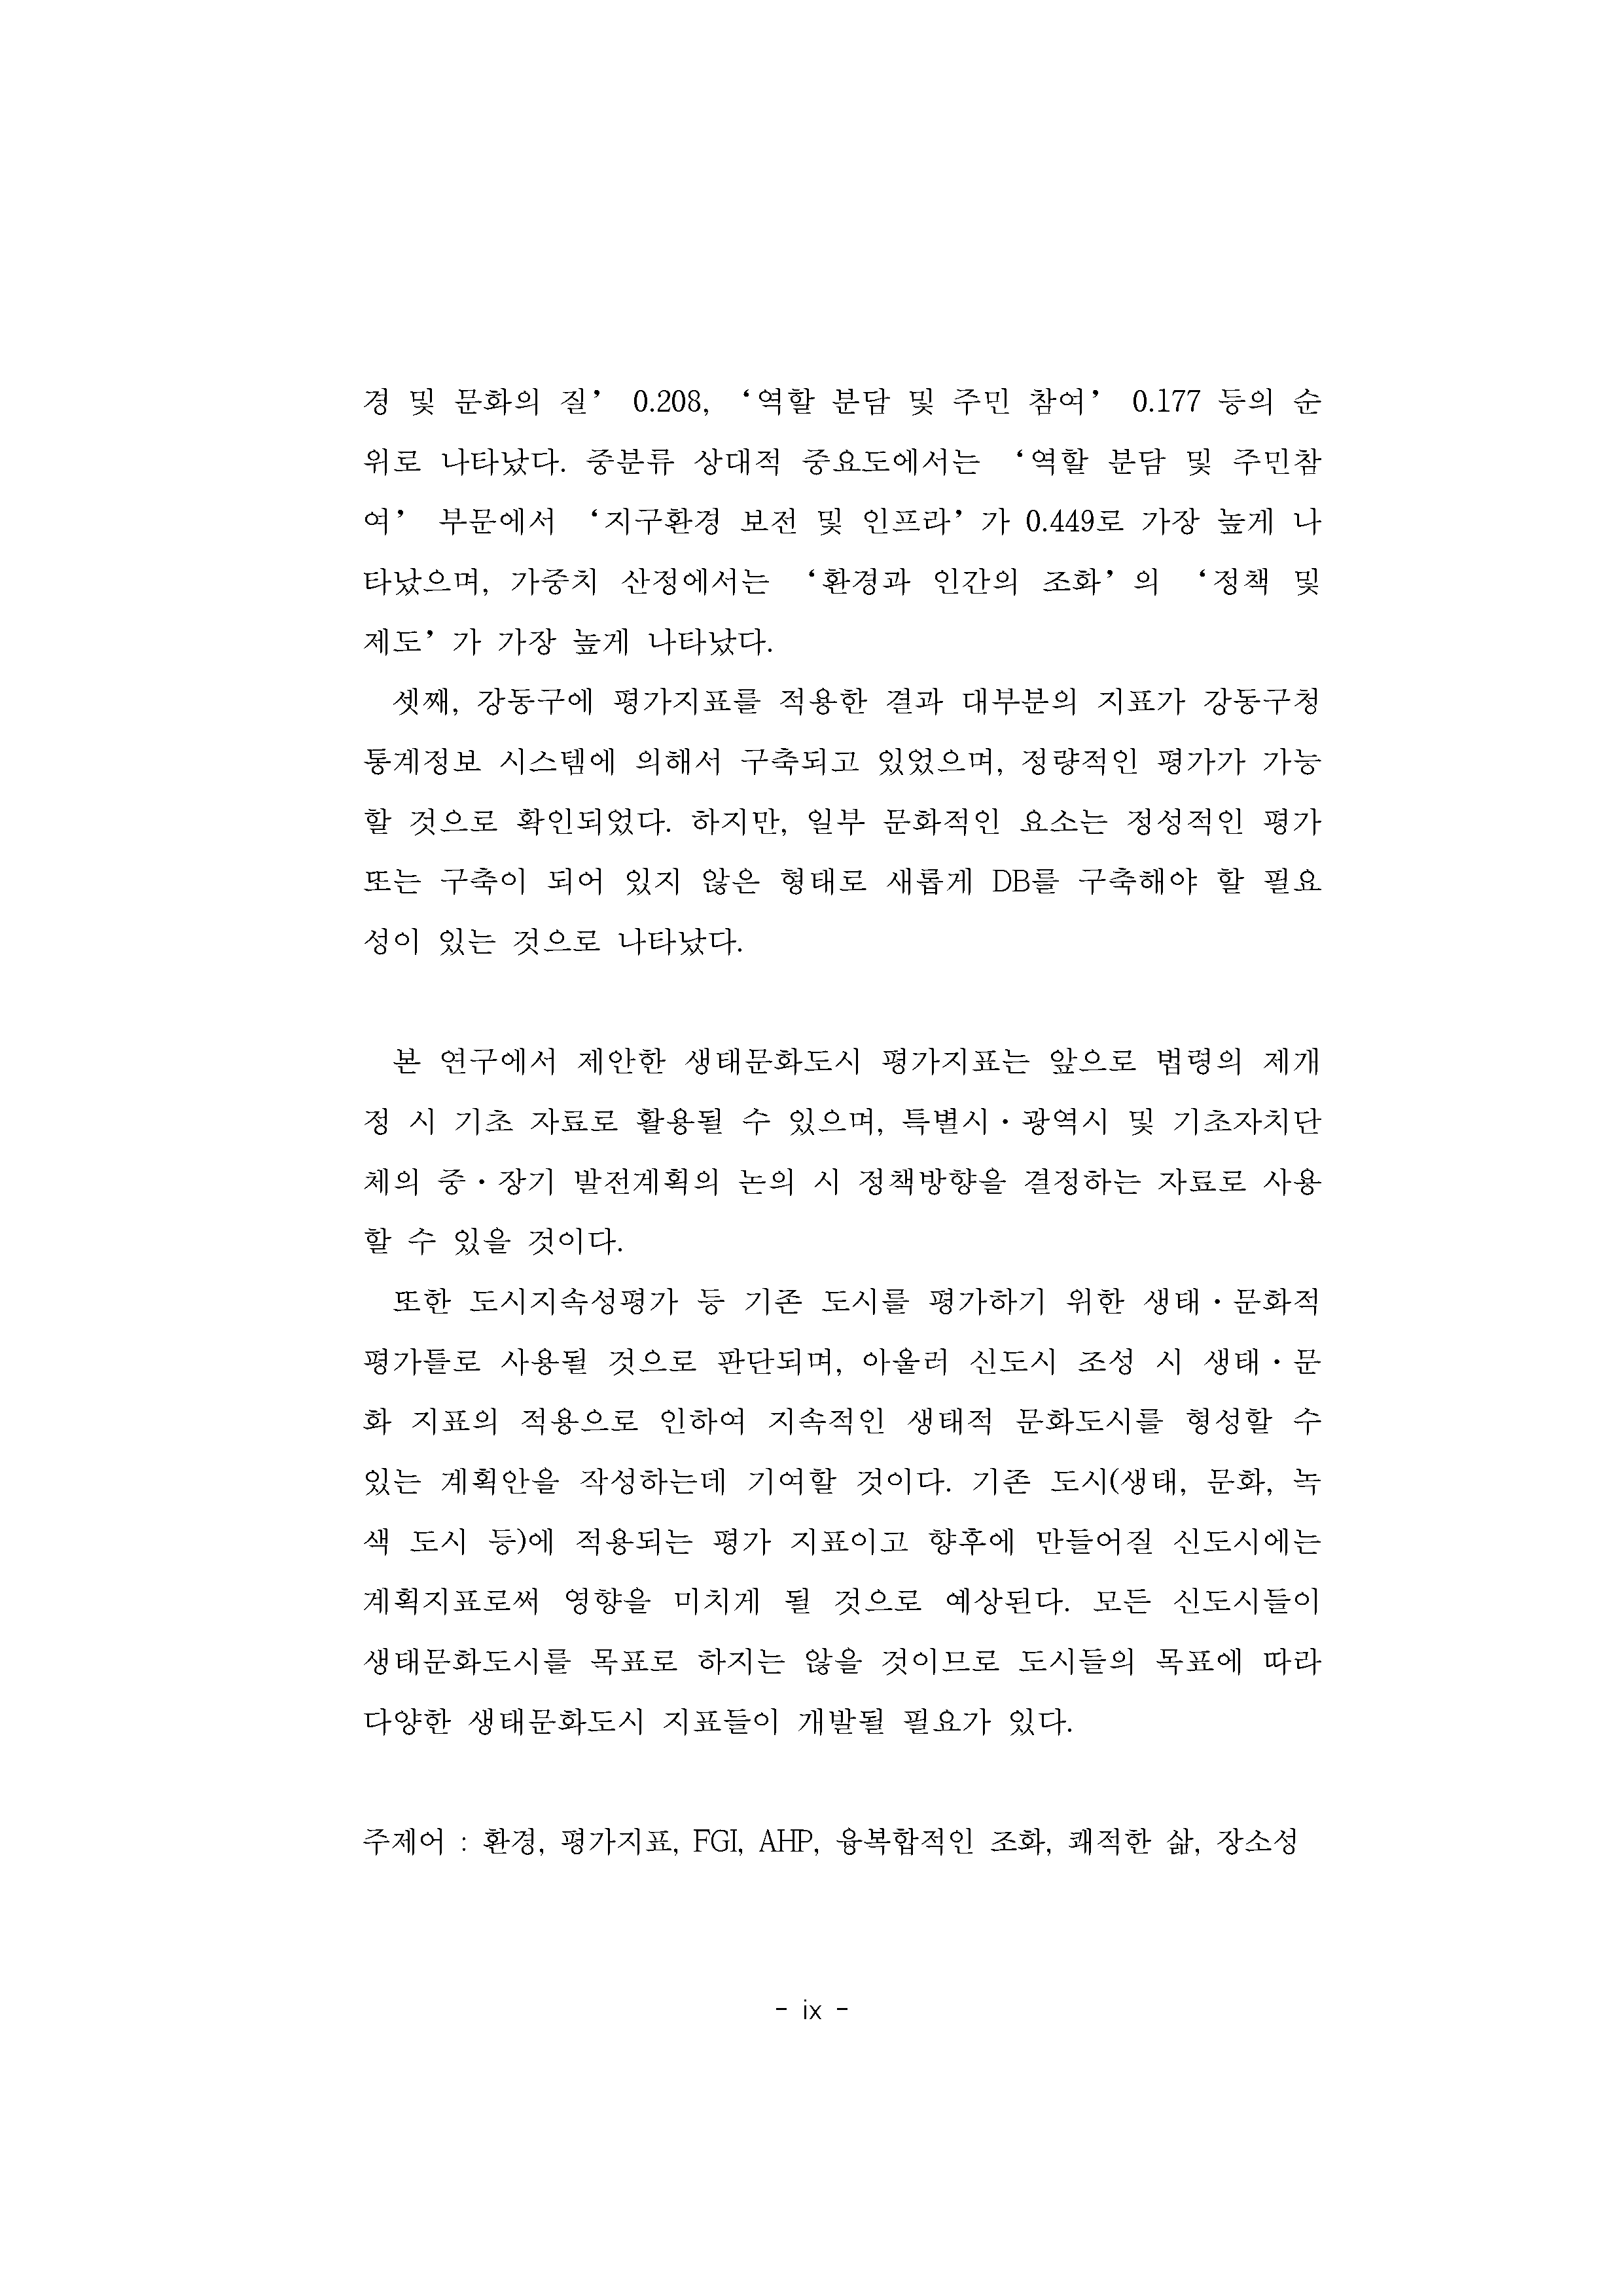 경 및 문화의 질’ 0.208, ‘역할 분담 및 주민 참여’ 0.177 등의 순
위로 나타났다. 중분류 상대적 중요도에서는 ‘역할 분담 및 주민참
여’ 부문에서 ‘지구환경 보전 및 인프라’가 0.449로 가장 높게 나
타났으며, 가중치 산정에서는 ‘환경과 인간의 조화’의 ‘정책 및
제도’가 가장 높게 나타났다.
셋째, 강동구에 평가지표를 적용한 결과 대부분의 지표가 강동구청
통계정보 시스템에 의해서 구축되고 있었으며, 정량적인 평가가 가능
할 것으로 확인되었다. 하지만, 일부 문화적인 요소는 정성적인 평가
또는 구축이 되어 있지 않은 형태로 새롭게 DB를 구축해야 할 필요
성이 있는 것으로 나타났다.
본 연구에서 제안한 생태문화도시 평가지표는 앞으로 법령의 제개
정 시 기초 자료로 활용될 수 있으며, 특별시·광역시 및 기초자치단
체의 중·장기 발전계획의 논의 시 정책방향을 결정하는 자료로 사용
할 수 있을 것이다.
또한 도시지속성평가 등 기존 도시를 평가하기 위한 생태·문화적
평가틀로 사용될 것으로 판단되며, 아울러 신도시 조성 시 생태·문
화 지표의 적용으로 인하여 지속적인 생태적 문화도시를 형성할 수
있는 계획안을 작성하는데 기여할 것이다. 기존 도시(생태, 문화, 녹
색 도시 등)에 적용되는 평가 지표이고 향후에 만들어질 신도시에는
계획지표로써 영향을 미치게 될 것으로 예상된다. 모든 신도시들이
생태문화도시를 목표로 하지는 않을 것이므로 도시들의 목표에 따라
다양한 생태문화도시 지표들이 개발될 필요가 있다.
주제어 : 환경, 평가지표, FGI, AHP, 융복합적인 조화, 쾌적한 삶, 장소성
- ix -